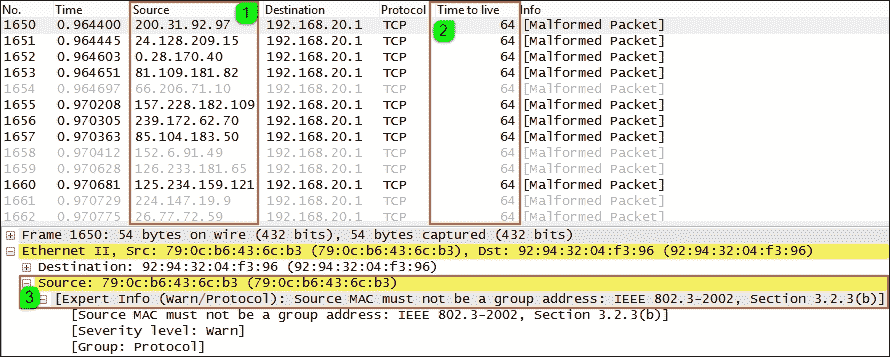 No. Time Source 1 Destination Protocol Time to live Info
1650 0.964400 200.31.92.97 192.168.20.1 TCP 2 64 [Malformed Packet]
1651 0.964445 24.128.209.15 192.168.20.1 TCP 64 [Malformed Packet]
1652 0.964603 0.28.170.40 192.168.20.1 TCP 64 [Malformed Packet]
1653 0.964651 81.109.181.82 192.168.20.1 TCP 64 [Malformed Packet]
1654 0.964697 66.206.71.10 192.168.20.1 TCP 64 [Malformed Packet]
1655 0.970208 157.228.182.109 192.168.20.1 TCP 64 [Malformed Packet]
1656 0.970305 239.172.62.70 192.168.20.1 TCP 64 [Malformed Packet]
1657 0.970363 85.104.183.50 192.168.20.1 TCP 64 [Malformed Packet]
1658 0.970412 152.6.91.49 192.168.20.1 TCP 64 [Malformed Packet]
1659 0.970628 126.233.181.65 192.168.20.1 TCP 64 [Malformed Packet]
1660 0.970681 125.234.159.121 192.168.20.1 TCP 64 [Malformed Packet]
1661 0.970729 224.147.19.9 192.168.20.1 TCP 64 [Malformed Packet]
1662 0.970775 26.77.72.59 192.168.20.1 TCP 64 [Malformed Packet]
Frame 1650: 54 bytes on wire (432 bits), 54 bytes captured (432 bits)
Ethernet II, Src: 79:0c:b6:43:6c:b3 (79:0c:b6:43:6c:b3), Dst: 92:94:32:04:f3:96 (92:94:32:04:f3:96)
Destination: 92:94:32:04:f3:96 (92:94:32:04:f3:96)
Source: 79:0c:b6:43:6c:b3 (79:0c:b6:43:6c:b3)
3 [Expert Info (Warn/Protocol): Source MAC must not be a group address: IEEE 802.3-2002, Section 3.2.3(b)]
[Source MAC must not be a group address: IEEE 802.3-2002, Section 3.2.3(b)]
[Severity level: Warn]
[Group: Protocol]